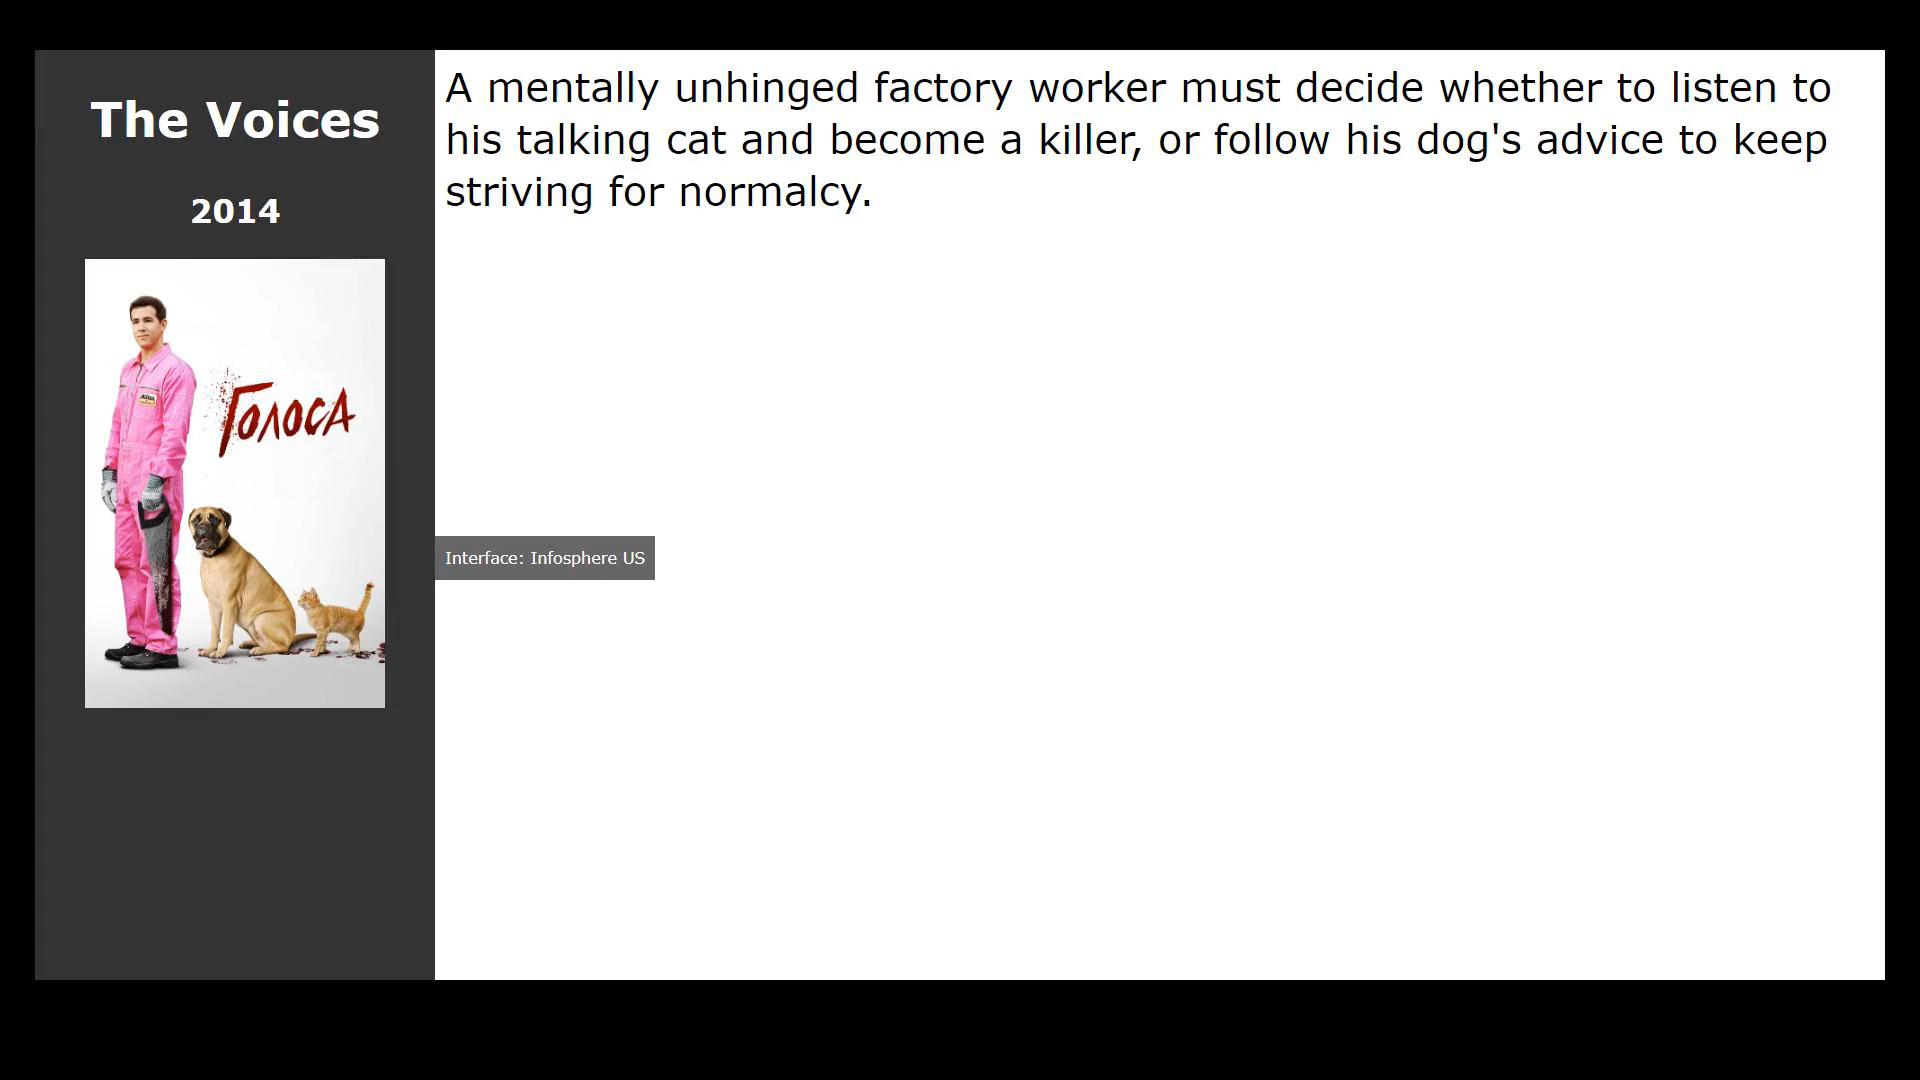 The Voices
2014
ГОЛОСА
A mentally unhinged factory worker must decide whether to listen to
his talking cat and become a killer, or follow his dog's advice to keep
striving for normalcy.
Interface: Infosphere US